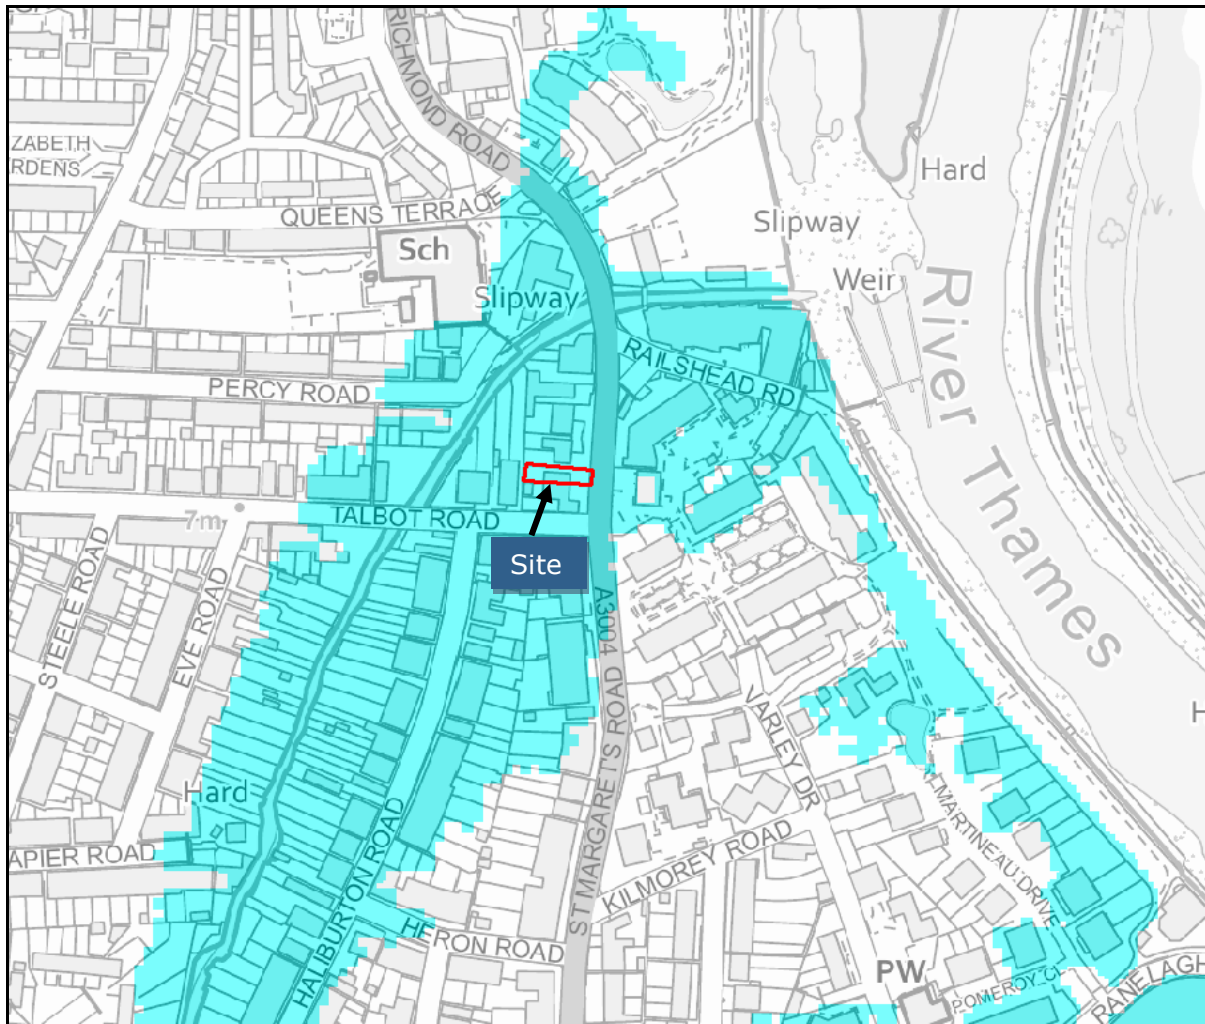 RICHMOND ROAD
ZABETH
RDENS
Hard
QUEENS TERRACE
Slipway
Sch
Weir
Slipway
River Thames
RAILSHEAD RD
PERCY ROAD
7m
TALBOT ROAD
Site
A3004
STEELE ROAD
EVE ROAD
ST MARGARET'S ROAD
VARLEY DR
H
Hard
MARTINEAU DRIVE
APIER ROAD
KILMOREY ROAD
HALIBURTON ROAD
HERON ROAD
PW
POMEROY CL
RANELAGH